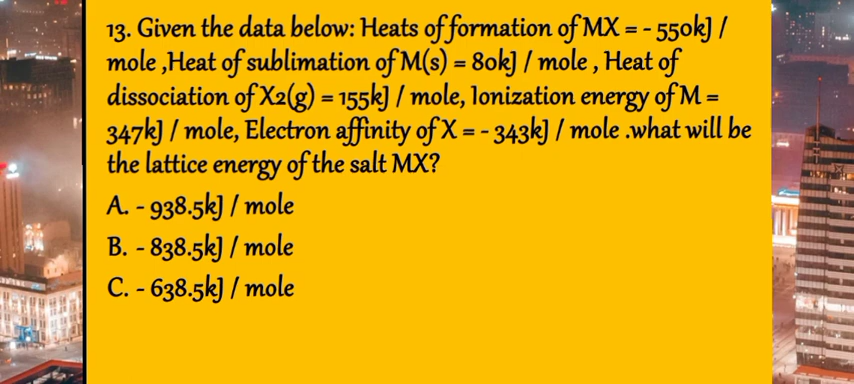 13. Given the data below: Heats of formation of MX = - 550kJ /
mole ,Heat of sublimation of M(s) = 80kJ / mole , Heat of
dissociation of X2(g) = 155kJ / mole, Ionization energy of M =
347kJ / mole, Electron affinity of X = - 343kJ / mole .what will be
the lattice energy of the salt MX?
A. - 938.5kJ / mole
B. - 838.5kJ / mole
C. - 638.5kJ / mole